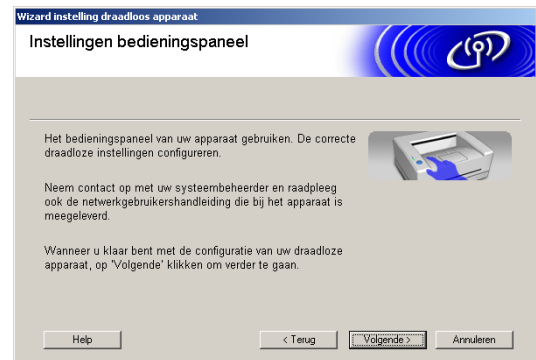 Wizard instelling draadloos apparaat
Instellingen bedieningspaneel
Het bedieningspaneel van uw apparaat gebruiken. De correcte
draadloze instellingen configureren.
Neem contact op met uw systeembeheerder en raadpleeg
ook de netwerkgebruikershandleiding die bij het apparaat is
meegeleverd.
Wanneer u klaar bent met de configuratie van uw draadloze
apparaat, op 'Volgende' klikken om verder te gaan.
Help
< Terug
Volgende >
Annuleren